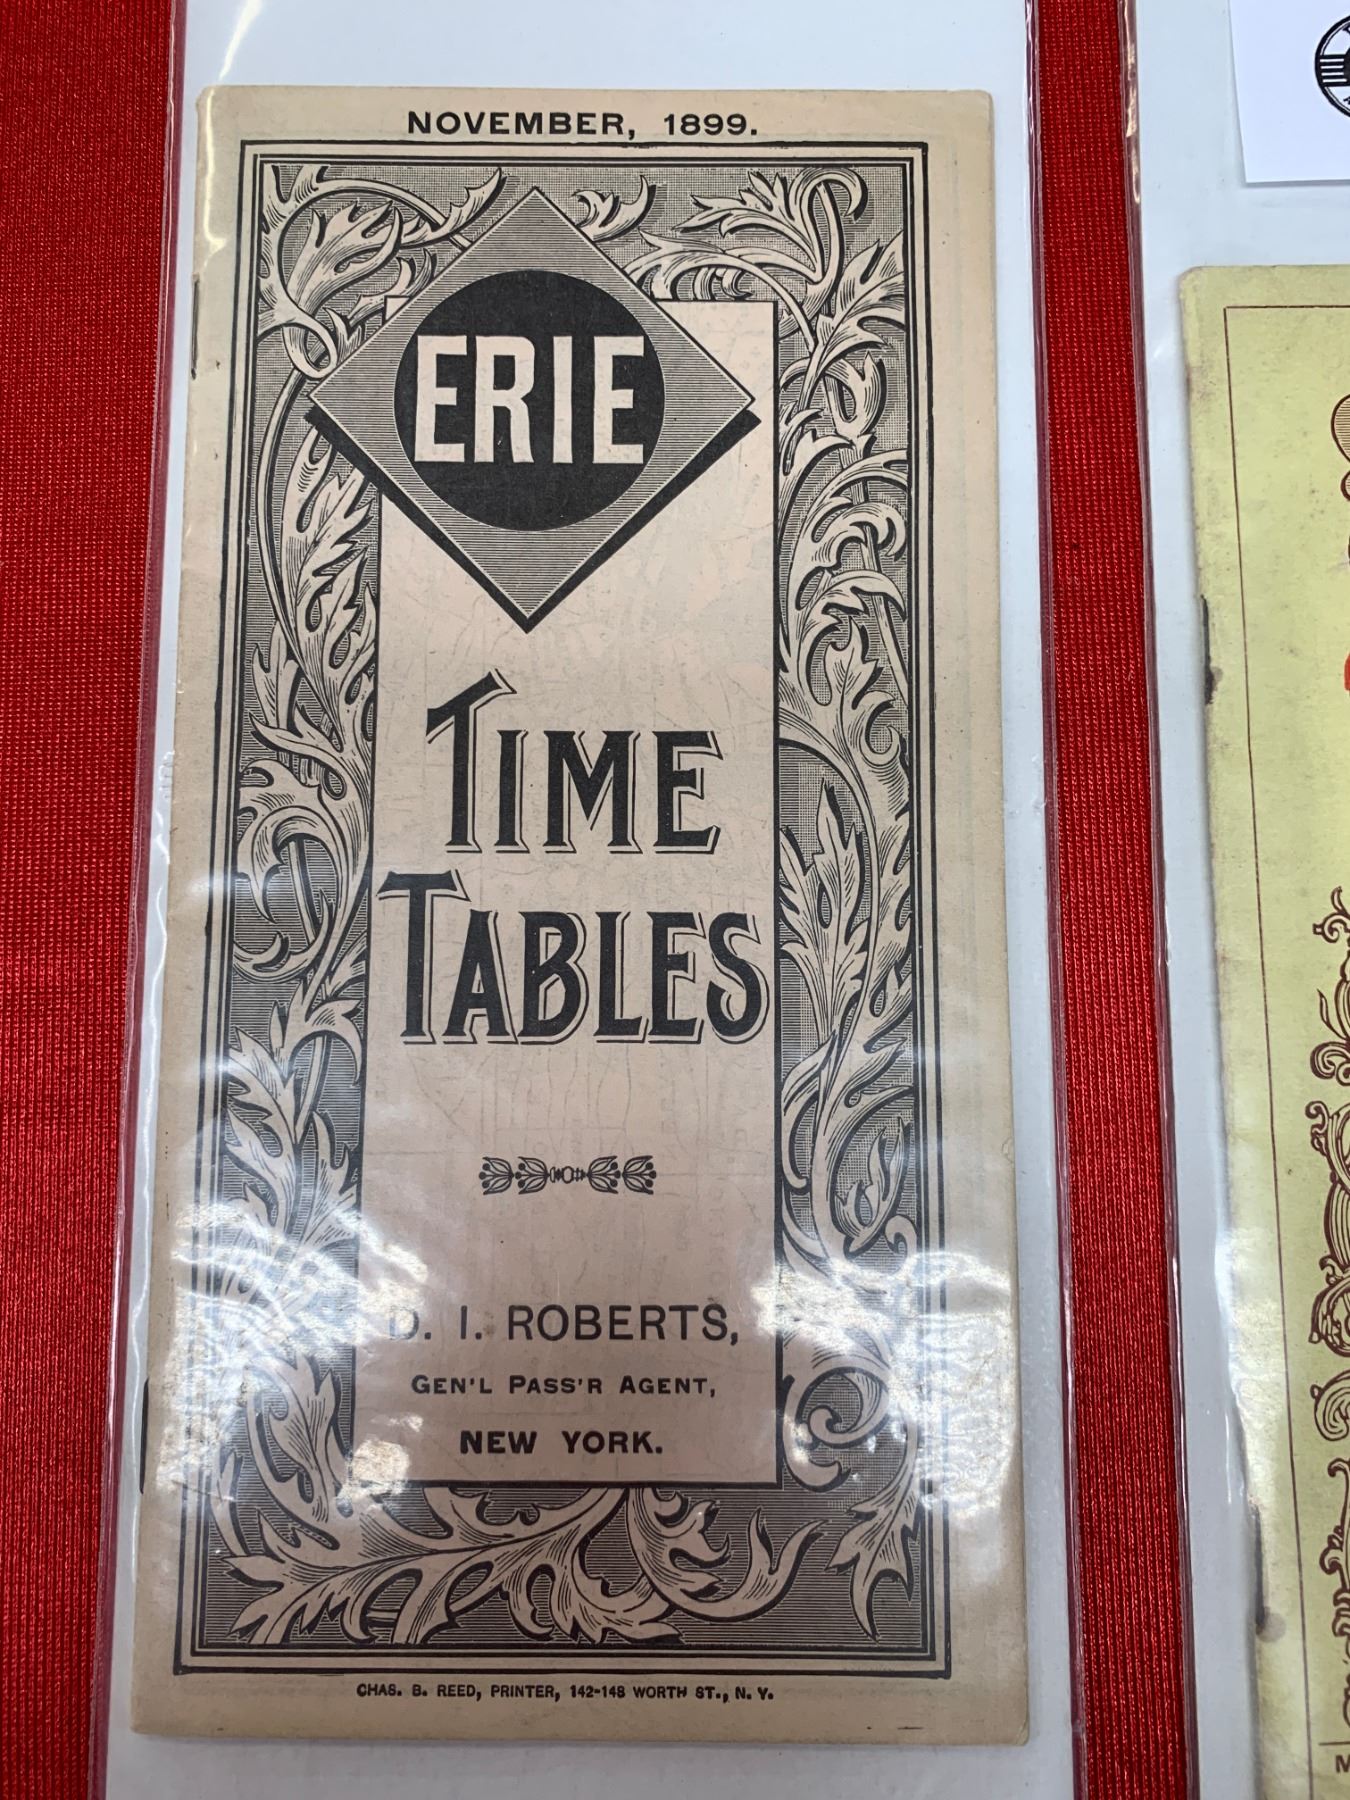 NOVEMBER, 1899.
ERIE
TIME
TABLES
D. I. ROBERTS,
GEN'L PASS'R AGENT,
NEW YORK.
CHAS. B. REED, PRINTER, 142-148 WORTH ST., N. Y.